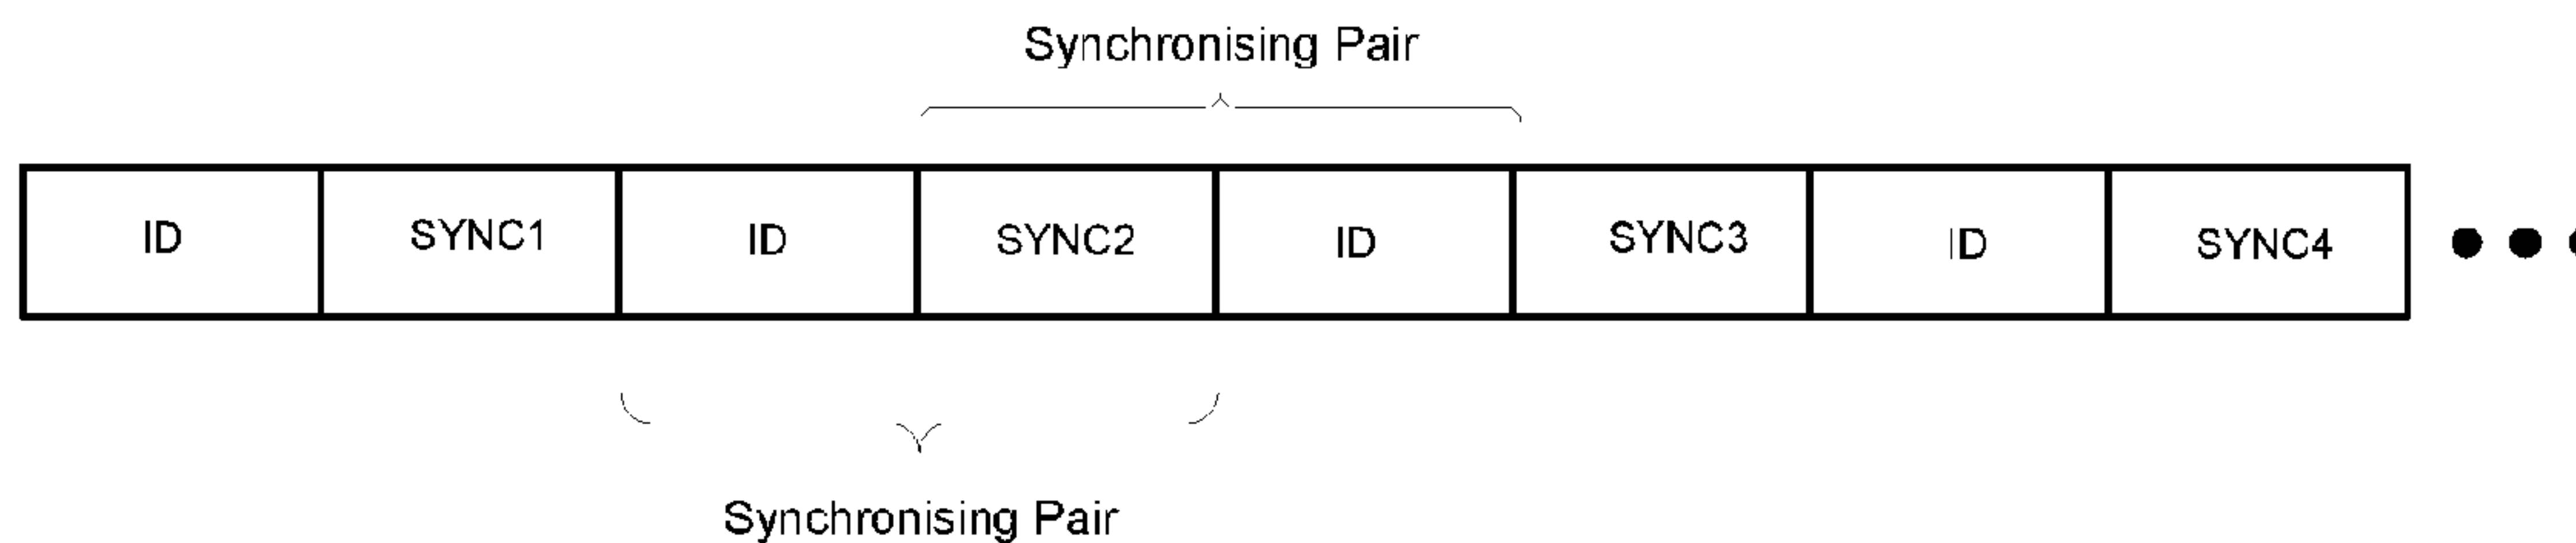 Synchronising Pair
ID SYNC1 ID SYNC2 ID SYNC3 ID SYNC4
Synchronising Pair